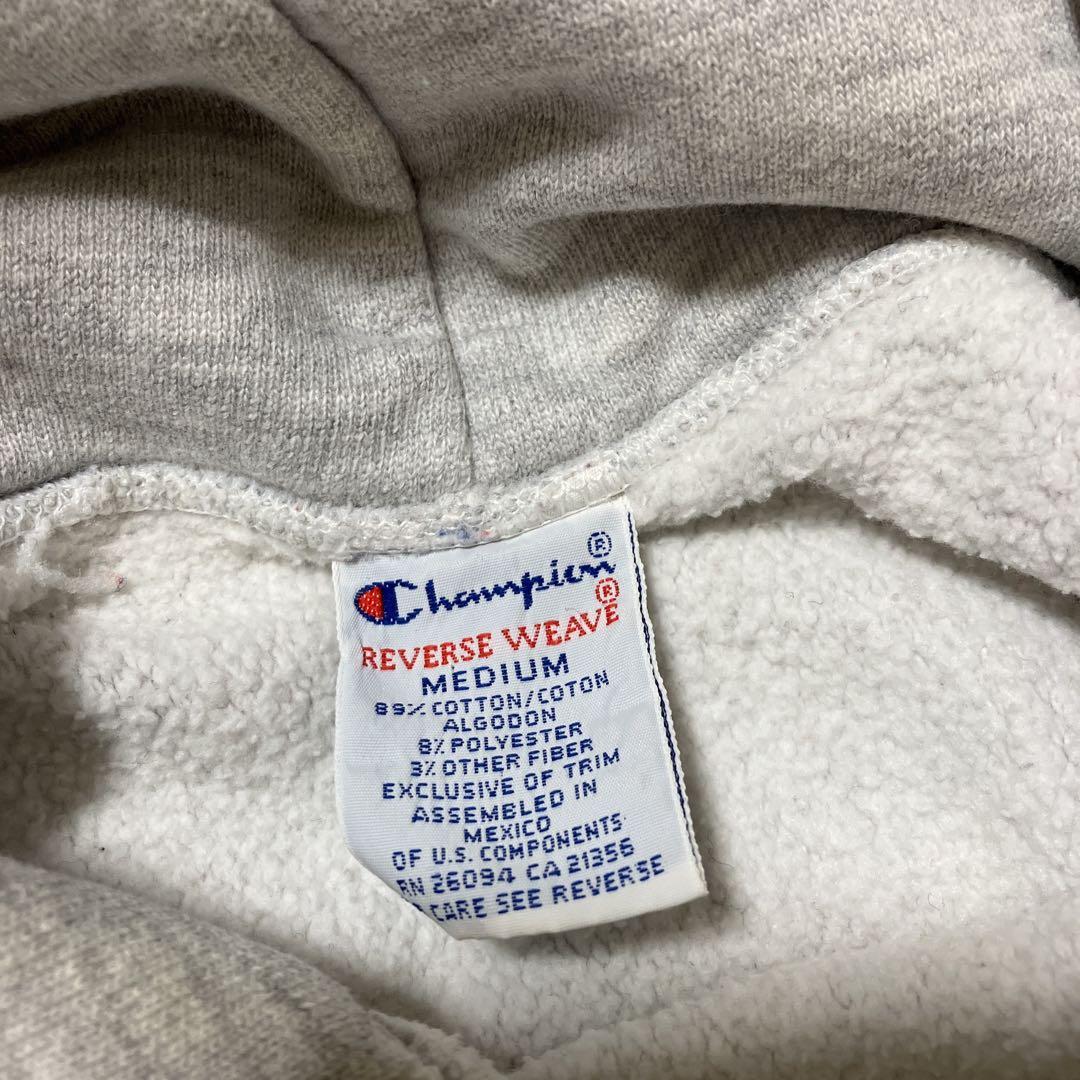 Champion®
REVERSE WEAVE®
MEDIUM
89% COTTON/COTON
ALGODON
8% POLYESTER
3% OTHER FIBER
EXCLUSIVE OF TRIM
ASSEMBLED IN
MEXICO
OF U.S. COMPONENTS
RN 26094 CA 21356
CARE SEE REVERSE